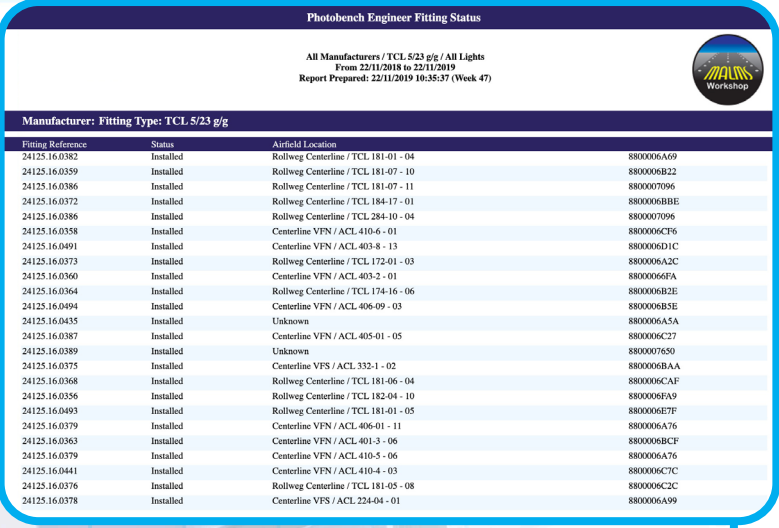 Photobench Engineer Fitting Status
All Manufacturers / TCL 5/23 g/g / All Lights
From 22/11/2018 to 22/11/2019
Report Prepared: 22/11/2019 10:35:37 (Week 47)
MALMS
Workshop
Manufacturer: Fitting Type: TCL 5/23 g/g
Fitting Reference Status Airfield Location
24125.16.0382 Installed Rollweg Centerline / TCL 181-01 - 04 8800006A69
24125.16.0359 Installed Rollweg Centerline / TCL 181-07 - 10 8800006B22
24125.16.0386 Installed Rollweg Centerline / TCL 181-07 - 11 8800007096
24125.16.0372 Installed Rollweg Centerline / TCL 184-17 - 01 8800006BBE
24125.16.0386 Installed Rollweg Centerline / TCL 284-10 - 04 8800007096
24125.16.0358 Installed Centerline VFN / ACL 410-6 - 01 8800006CF6
24125.16.0491 Installed Centerline VFN / ACL 403-8 - 13 8800006D1C
24125.16.0373 Installed Rollweg Centerline / TCL 172-01 - 03 8800006A2C
24125.16.0360 Installed Centerline VFN / ACL 403-2 - 01 88000066FA
24125.16.0364 Installed Rollweg Centerline / TCL 174-16 - 06 8800006B2E
24125.16.0494 Installed Centerline VFN / ACL 406-09 - 03 8800006B5E
24125.16.0435 Installed Unknown 8800006A5A
24125.16.0387 Installed Centerline VFN / ACL 405-01 - 05 8800006C27
24125.16.0389 Installed Unknown 8800007650
24125.16.0375 Installed Centerline VFS / ACL 332-1 - 02 8800006BAA
24125.16.0368 Installed Rollweg Centerline / TCL 181-06 - 04 8800006CAF
24125.16.0356 Installed Rollweg Centerline / TCL 182-04 - 10 8800006FA9
24125.16.0493 Installed Rollweg Centerline / TCL 181-01 - 05 8800006E7F
24125.16.0379 Installed Centerline VFN / ACL 406-01 - 11 8800006A76
24125.16.0363 Installed Centerline VFN / ACL 401-3 - 06 8800006BCF
24125.16.0379 Installed Centerline VFN / ACL 410-5 - 06 8800006A76
24125.16.0441 Installed Centerline VFN / ACL 410-4 - 03 8800006C7C
24125.16.0376 Installed Rollweg Centerline / TCL 181-05 - 08 8800006C2C
24125.16.0378 Installed Centerline VFS / ACL 224-04 - 01 8800006A99